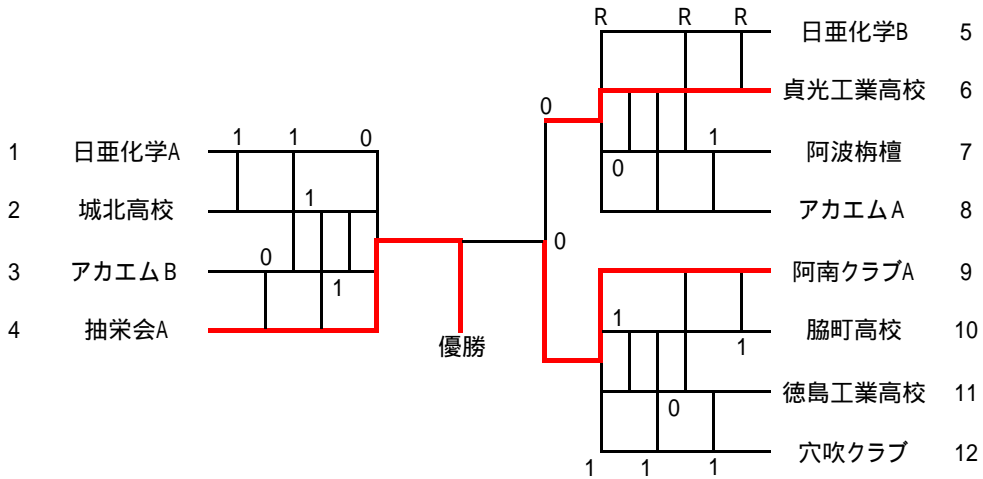 R R R
日亜化学B 5
貞光工業高校 6
0
1 日亜化学A 1 1 0
1 阿波栴檀 7
0
2 城北高校 1
アカエムA 8
0
3 アカエムB 0
1
阿南クラブA 9
4 抽栄会A
優勝
1
脇町高校 10
1
徳島工業高校 11
0
穴吹クラブ 12
1 1 1